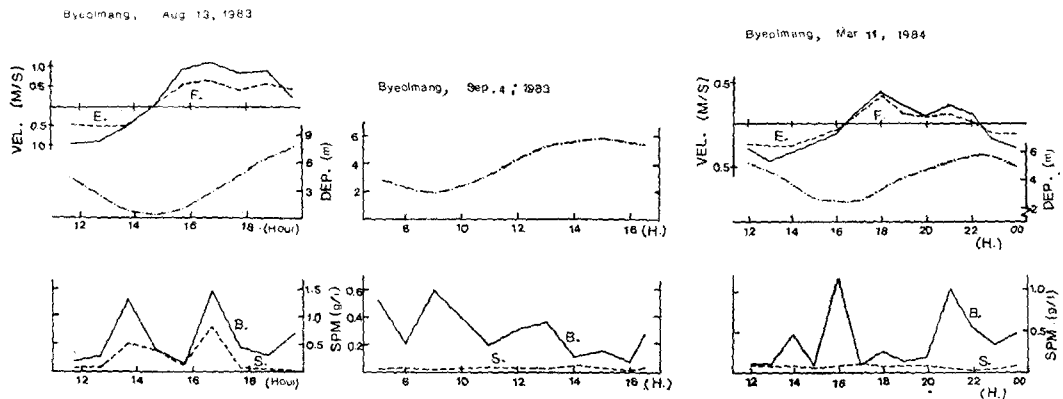 Byeolmang, Aug 13, 1983
VEL. (M/S)
1.0
0.5
0.5
1.0
E.
F.
9
6
3
DEP. (m)
12 14 16 18 (Hour)
1.5
1.0
0.5
SPM (g/l)
B.
S.
12 14 16 18 (Hour)
Byeolmang, Sep. 4, 1983
6
4
2
6 8 10 12 14 16 (H.)
0.6
0.4
0.2
B.
S.
6 8 10 12 14 16 (H.)
Byeolmang, Mar 11, 1984
VEL. (M/S)
0.5
0.5
E.
F.
6
4
2
DEP. (m)
12 14 16 18 20 22 00
(H.)
1.0
0.5
SPM (g/l)
B.
S.
12 14 16 18 20 22 00
(H.)